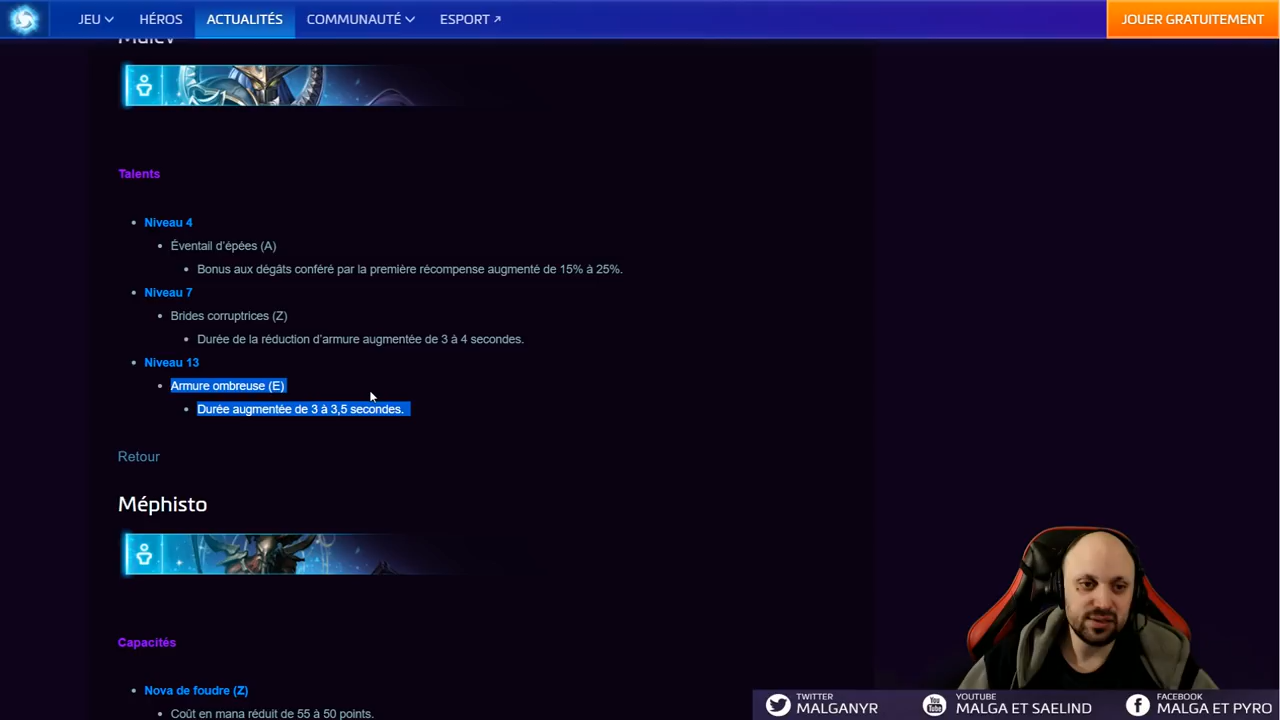 JEU
HÉROS
ACTUALITÉS
COMMUNAUTÉ
ESPORT
JOUER GRATUITEMENT
Maiev
Talents
Niveau 4
Éventail d’épées (A)
Bonus aux dégâts conféré par la première récompense augmenté de 15% à 25%.
Niveau 7
Brides corruptrices (Z)
Durée de la réduction d’armure augmentée de 3 à 4 secondes.
Niveau 13
Armure ombreuse (E)
Durée augmentée de 3 à 3,5 secondes.
Retour
Méphisto
Capacités
Nova de foudre (Z)
Coût en mana réduit de 55 à 50 points.
TWITTER
MALGANYR
YOUTUBE
MALGA ET SAELIND
FACEBOOK
MALGA ET PYRO